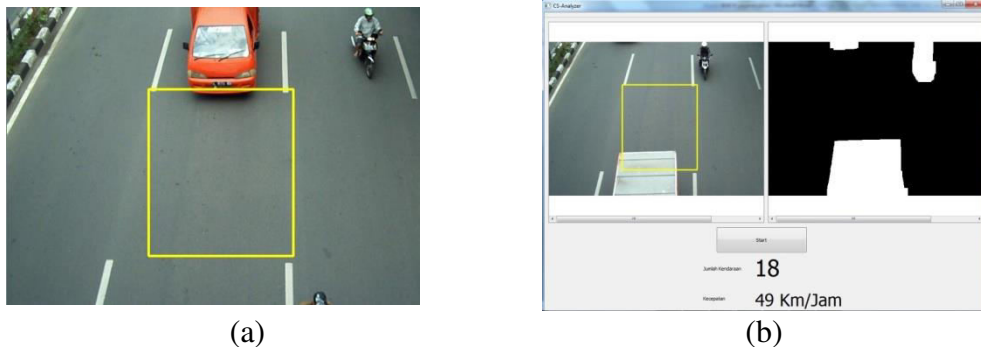 CS-Analyzer
Start
Jumlah Kendaraan 18
Kecepatan 49 Km/Jam
(a)
(b)